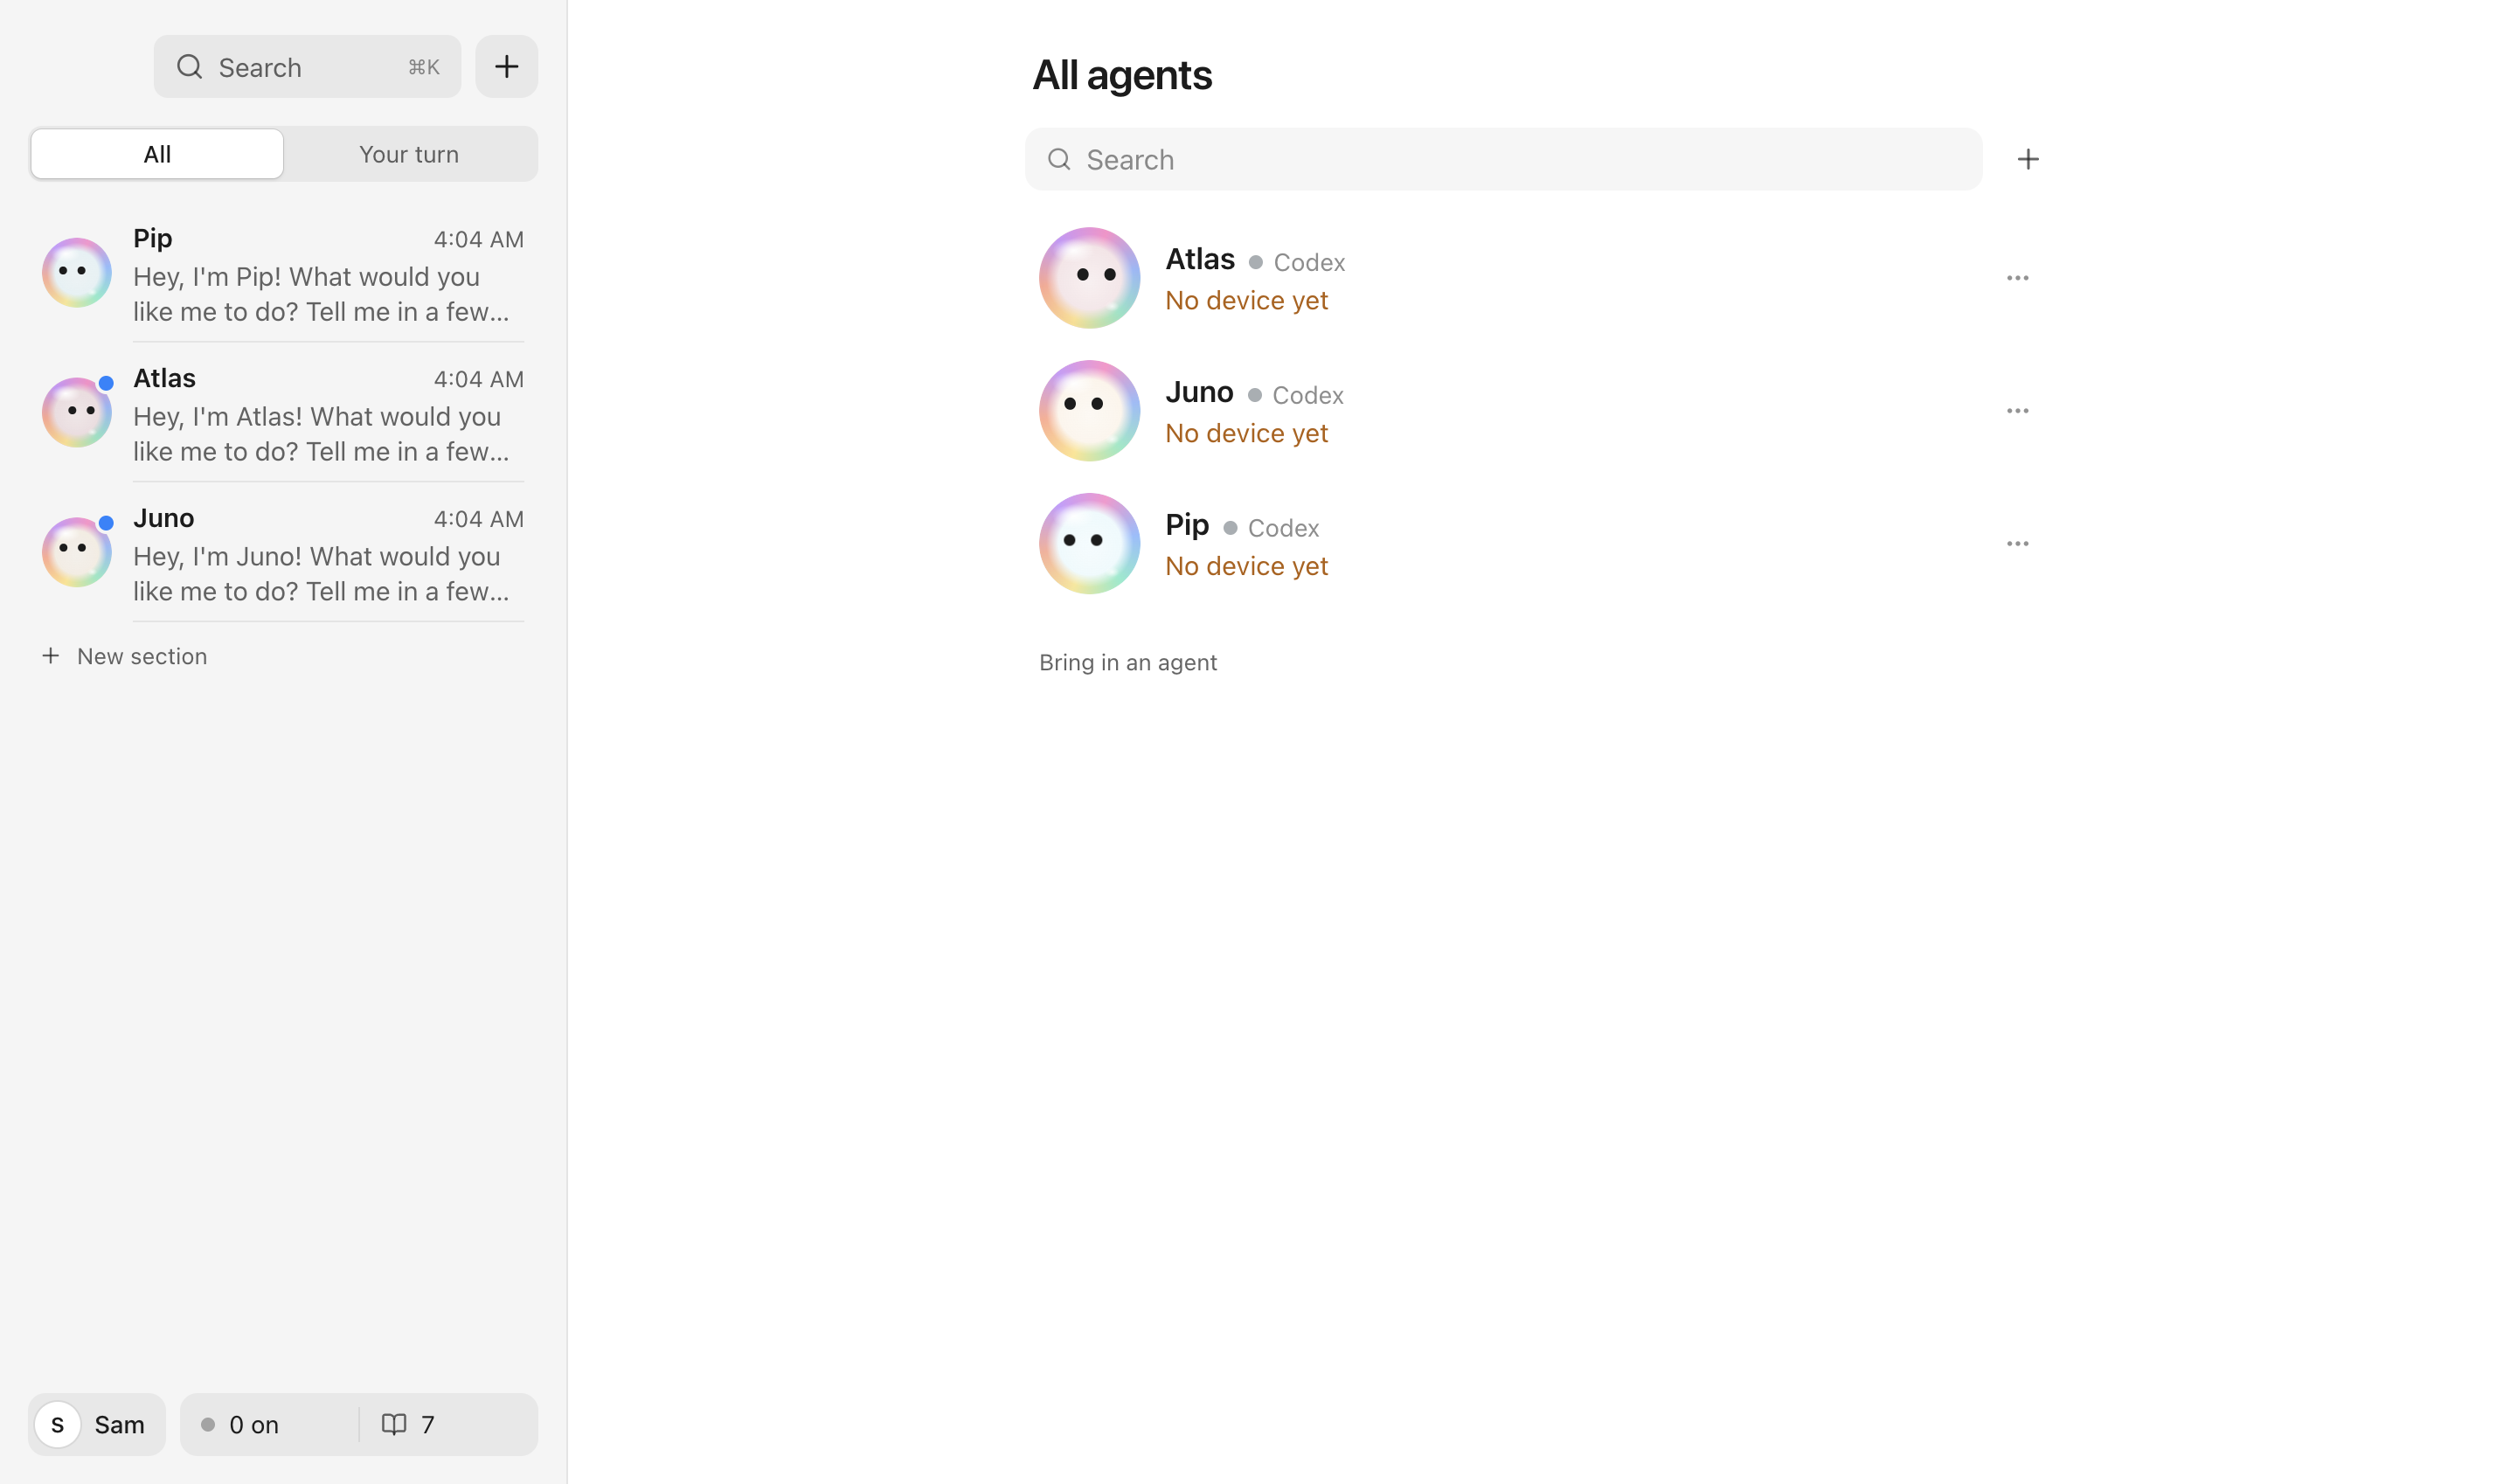 Search ⌘K
All Your turn
Pip 4:04 AM
Hey, I'm Pip! What would you
like me to do? Tell me in a few...
Atlas 4:04 AM
Hey, I'm Atlas! What would you
like me to do? Tell me in a few...
Juno 4:04 AM
Hey, I'm Juno! What would you
like me to do? Tell me in a few...
New section
S Sam 0 on 7
All agents
Search
Atlas Codex
No device yet
Juno Codex
No device yet
Pip Codex
No device yet
Bring in an agent